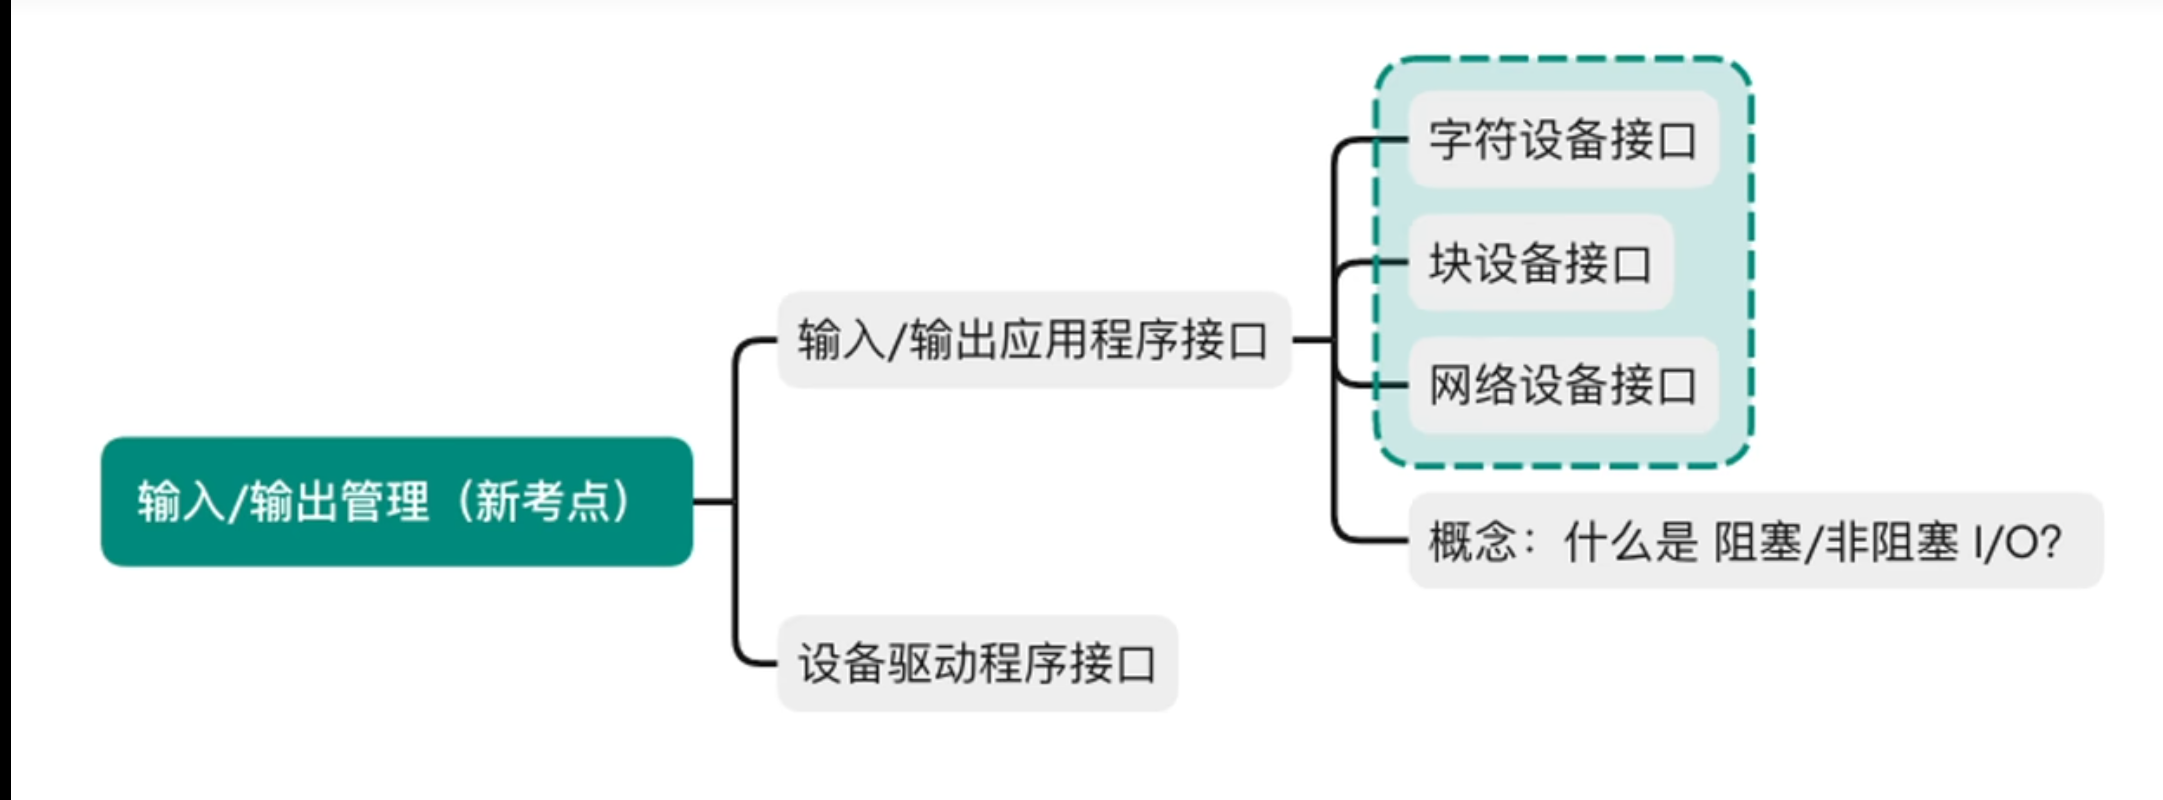 输入/输出管理（新考点）
输入/输出应用程序接口
字符设备接口
块设备接口
网络设备接口
概念：什么是 阻塞/非阻塞 I/O?
设备驱动程序接口